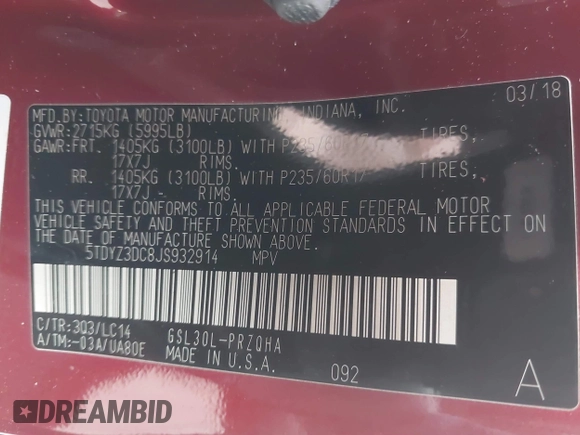 MFD.BY: TOYOTA MOTOR MANUFACTURING INDIANA, INC. 03/18
GVWR: 2715KG (5995LB)
GAWR: FRT. 1405KG (3100LB) WITH P235/60R17 TIRES,
17X7J RIMS.
RR. 1405KG (3100LB) WITH P235/60R17 TIRES,
17X7J RIMS.
THIS VEHICLE CONFORMS TO ALL APPLICABLE FEDERAL MOTOR
VEHICLE SAFETY AND THEFT PREVENTION STANDARDS IN EFFECT ON
THE DATE OF MANUFACTURE SHOWN ABOVE.
5TDYZ3DC8JS932914 MPV
C/TR: 3Q3/LC14 GSL30L-PRZQHA
A/TM: -03A/UA80E MADE IN U.S.A.
092 A
DREAMBID